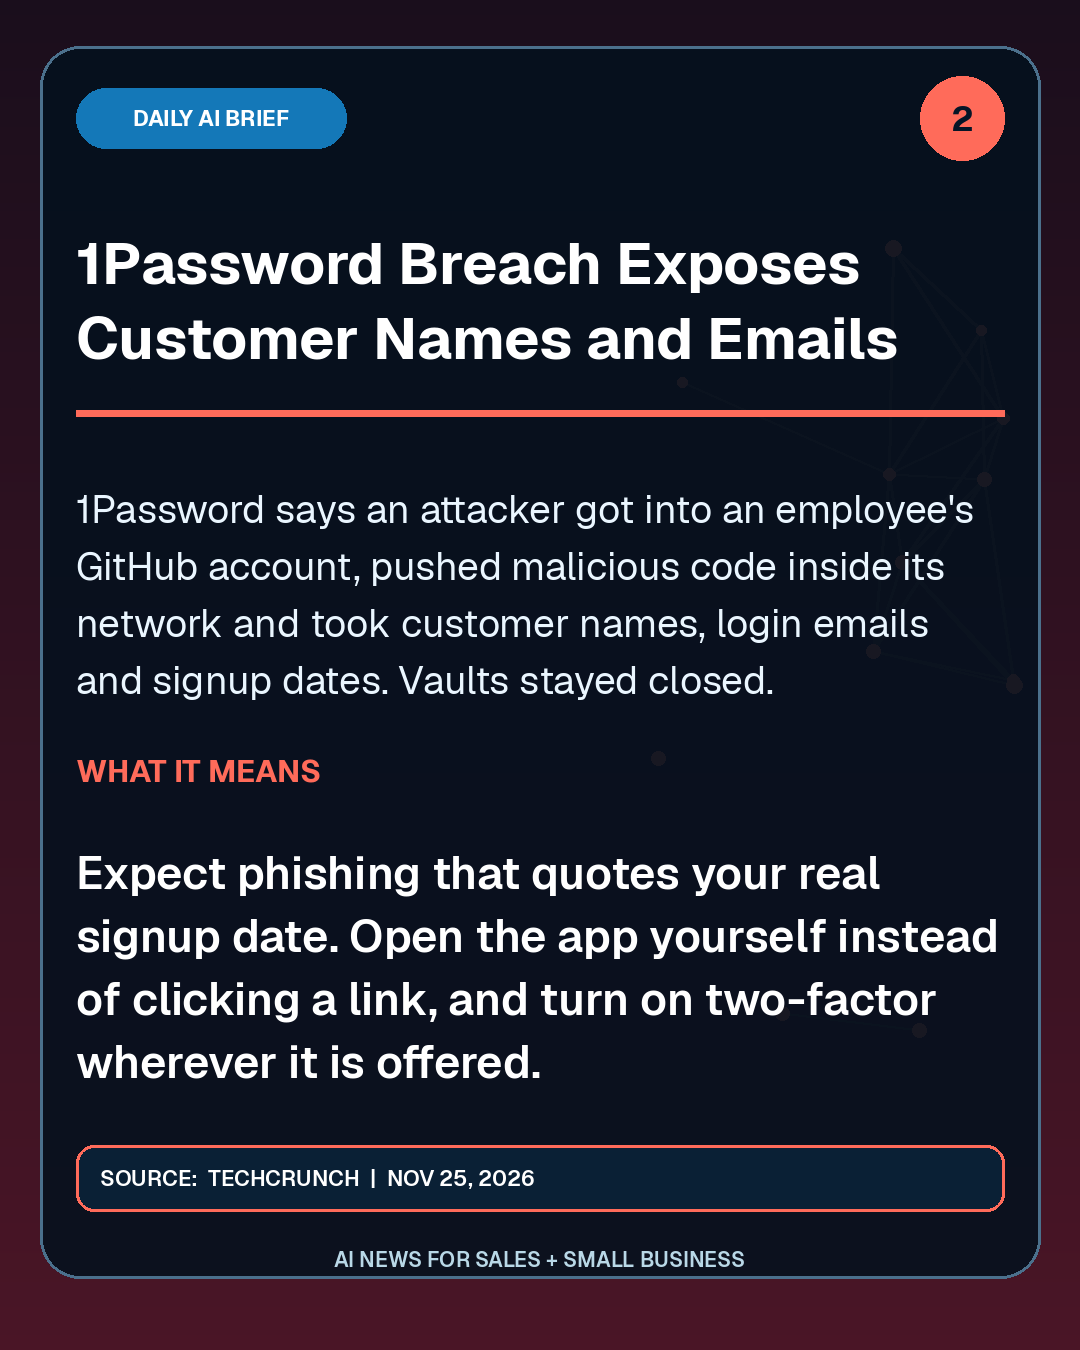 DAILY AI BRIEF
2
1Password Breach Exposes
Customer Names and Emails
1Password says an attacker got into an employee's
GitHub account, pushed malicious code inside its
network and took customer names, login emails
and signup dates. Vaults stayed closed.
WHAT IT MEANS
Expect phishing that quotes your real
signup date. Open the app yourself instead
of clicking a link, and turn on two-factor
wherever it is offered.
SOURCE: TECHCRUNCH | NOV 25, 2026
AI NEWS FOR SALES + SMALL BUSINESS